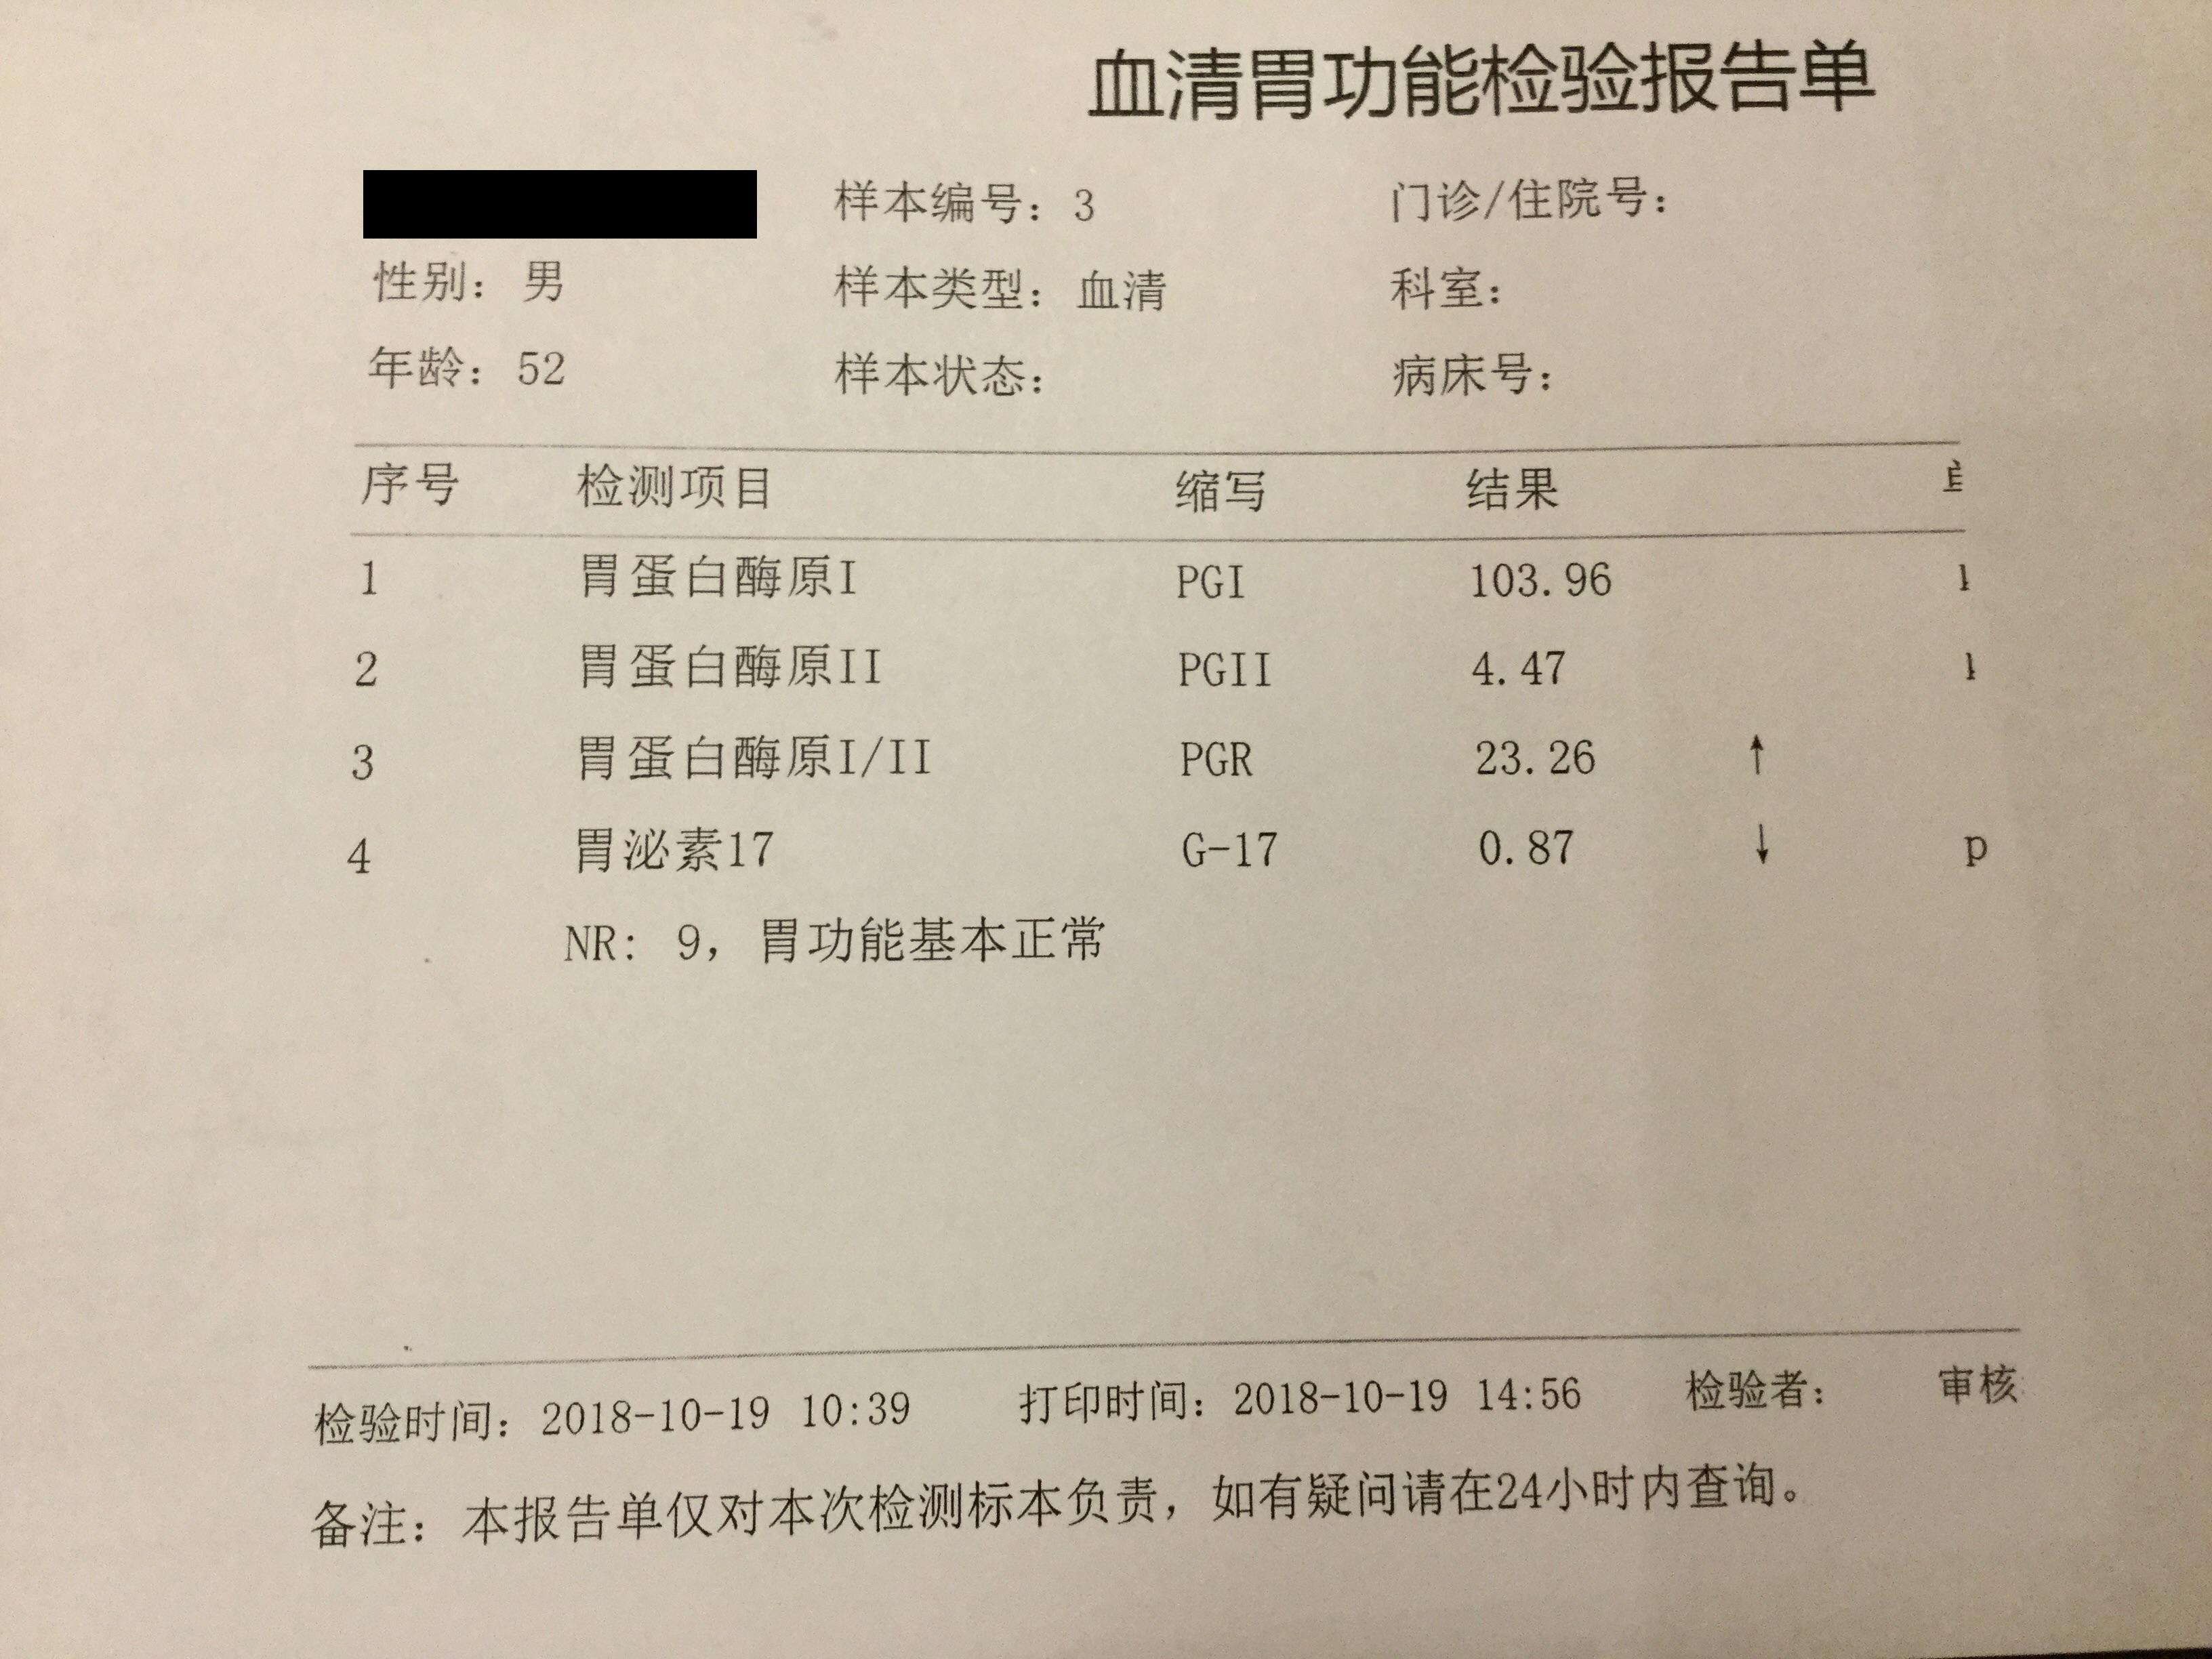 血清胃功能检验报告单
样本编号： 3 门诊/住院号：
性别： 男 样本类型： 血清 科室：
年龄： 52 样本状态： 病床号：
序号 检测项目 缩写 结果
1 胃蛋白酶原I PGI 103.96
2 胃蛋白酶原II PGII 4.47
3 胃蛋白酶原I/II PGR 23.26 ↑
4 胃泌素17 G-17 0.87 ↓ p
NR： 9，胃功能基本正常
检验时间：2018-10-19 10:39 打印时间：2018-10-19 14:56 检验者： 审核
备注：本报告单仅对本次检测标本负责，如有疑问请在24小时内查询。